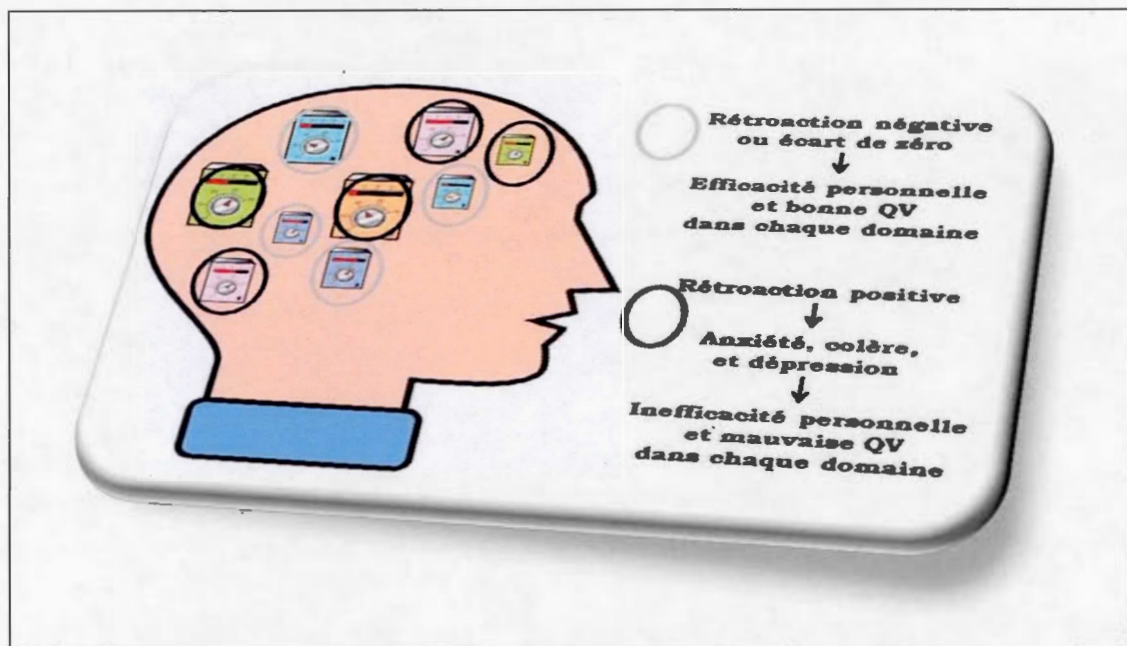 Rétroaction négative
ou écart de zéro
Efficacité personnelle
et bonne QV
dans chaque domaine
Rétroaction positive
Anxiété, colère,
et dépression
Inefficacité personnelle
et mauvaise QV
dans chaque domaine